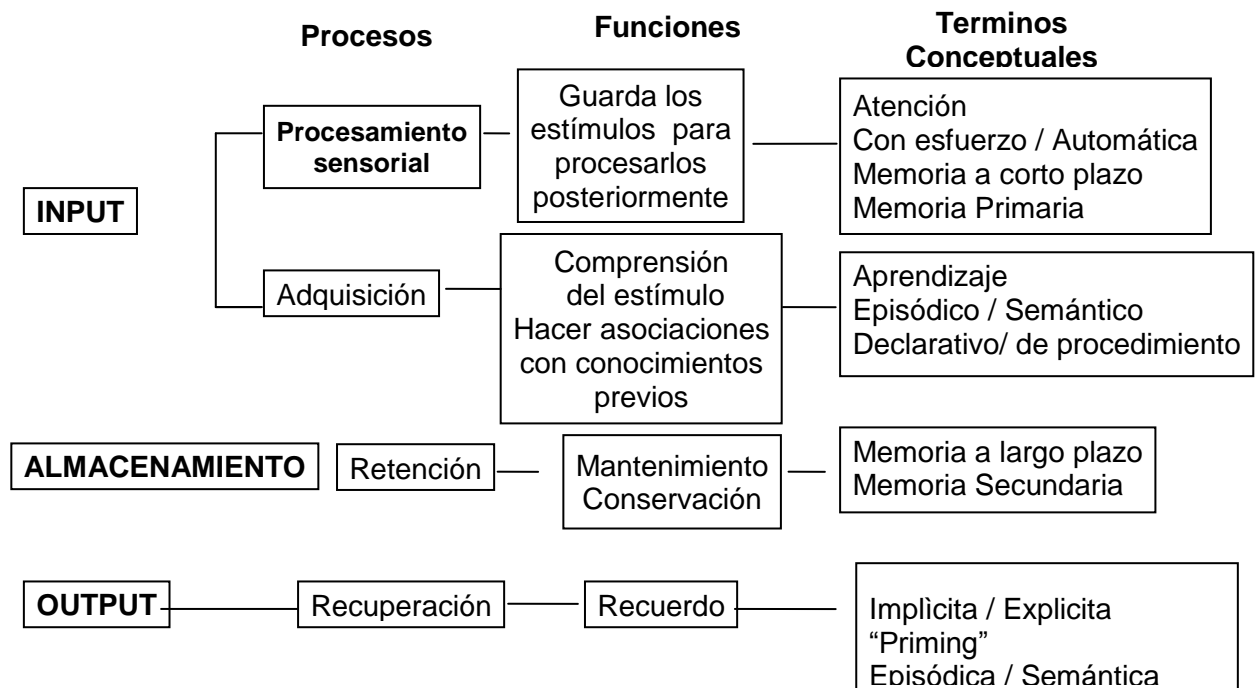 Procesos
Funciones
Terminos
Conceptuales
INPUT
Procesamiento
sensorial
Guarda los
estímulos para
procesarlos
posteriormente
Atención
Con esfuerzo / Automática
Memoria a corto plazo
Memoria Primaria
Adquisición
Comprensión
del estímulo
Hacer asociaciones
con conocimientos
previos
Aprendizaje
Episódico / Semántico
Declarativo/ de procedimiento
ALMACENAMIENTO
Retención
Mantenimiento
Conservación
Memoria a largo plazo
Memoria Secundaria
OUTPUT
Recuperación
Recuerdo
Implìcita / Explicita
“Priming”
Episódica / Semántica